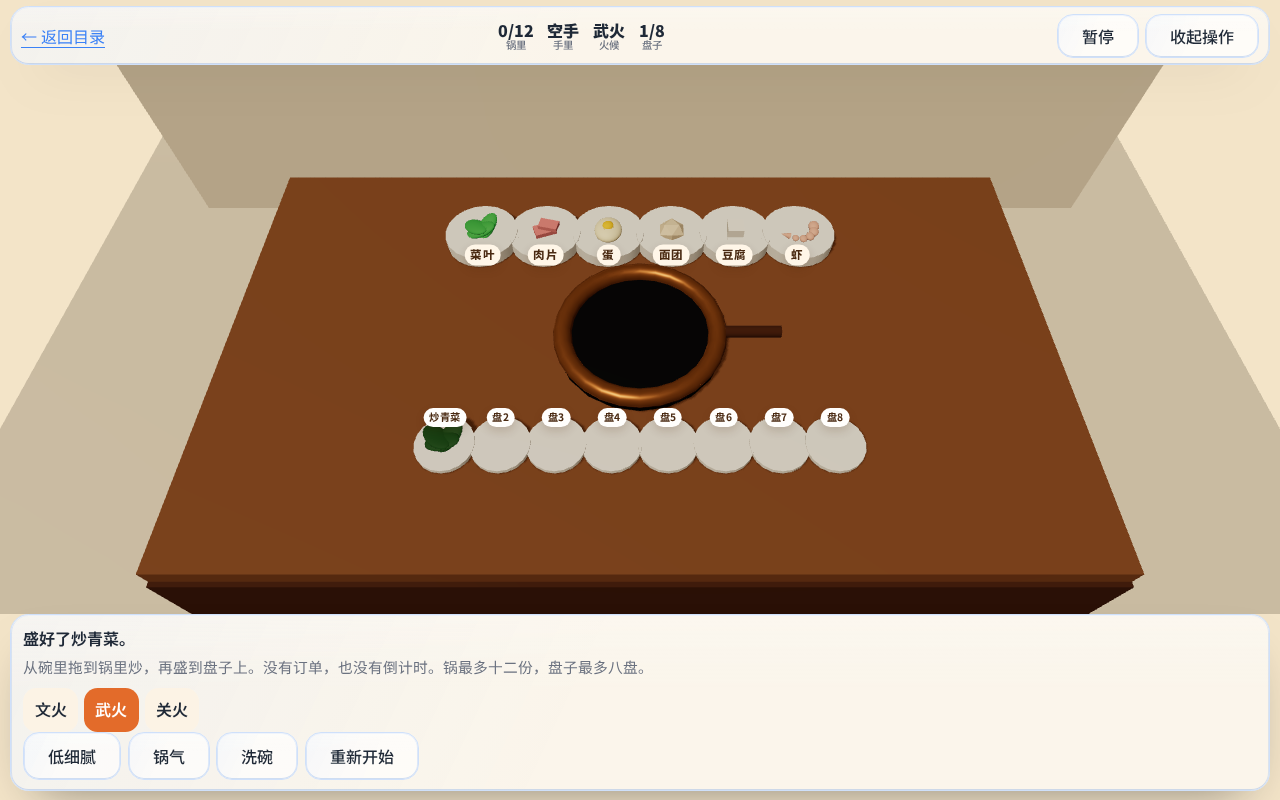 ← 返回目录
0/12 空手 武火 1/8
锅里 手里 火候 盘子
暂停 收起操作
菜叶 肉片 蛋 面团 豆腐 虾
炒青菜 盘2 盘3 盘4 盘5 盘6 盘7 盘8
盛好了炒青菜。
从碗里拖到锅里炒，再盛到盘子上。没有订单，也没有倒计时。锅最多十二份，盘子最多八盘。
文火 武火 关火
低细腻 锅气 洗碗 重新开始